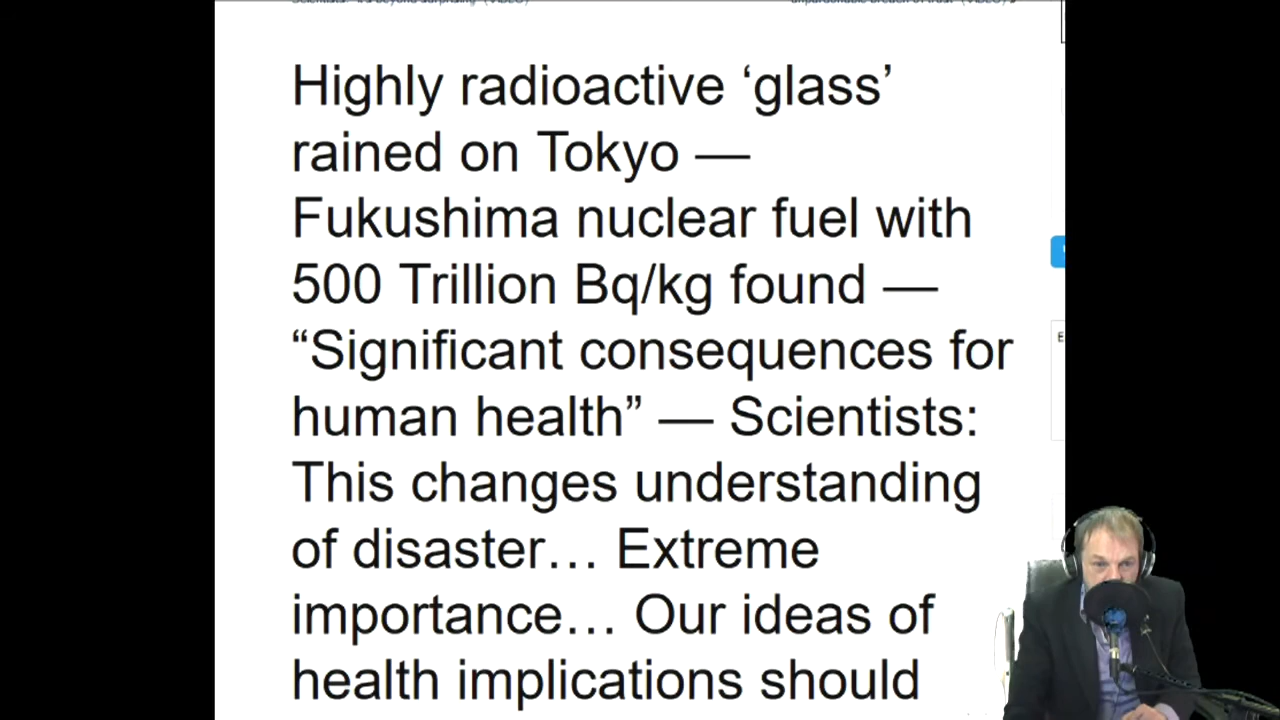 Highly radioactive ‘glass’
rained on Tokyo —
Fukushima nuclear fuel with
500 Trillion Bq/kg found —
“Significant consequences for
human health” — Scientists:
This changes understanding
of disaster… Extreme
importance… Our ideas of
health implications should